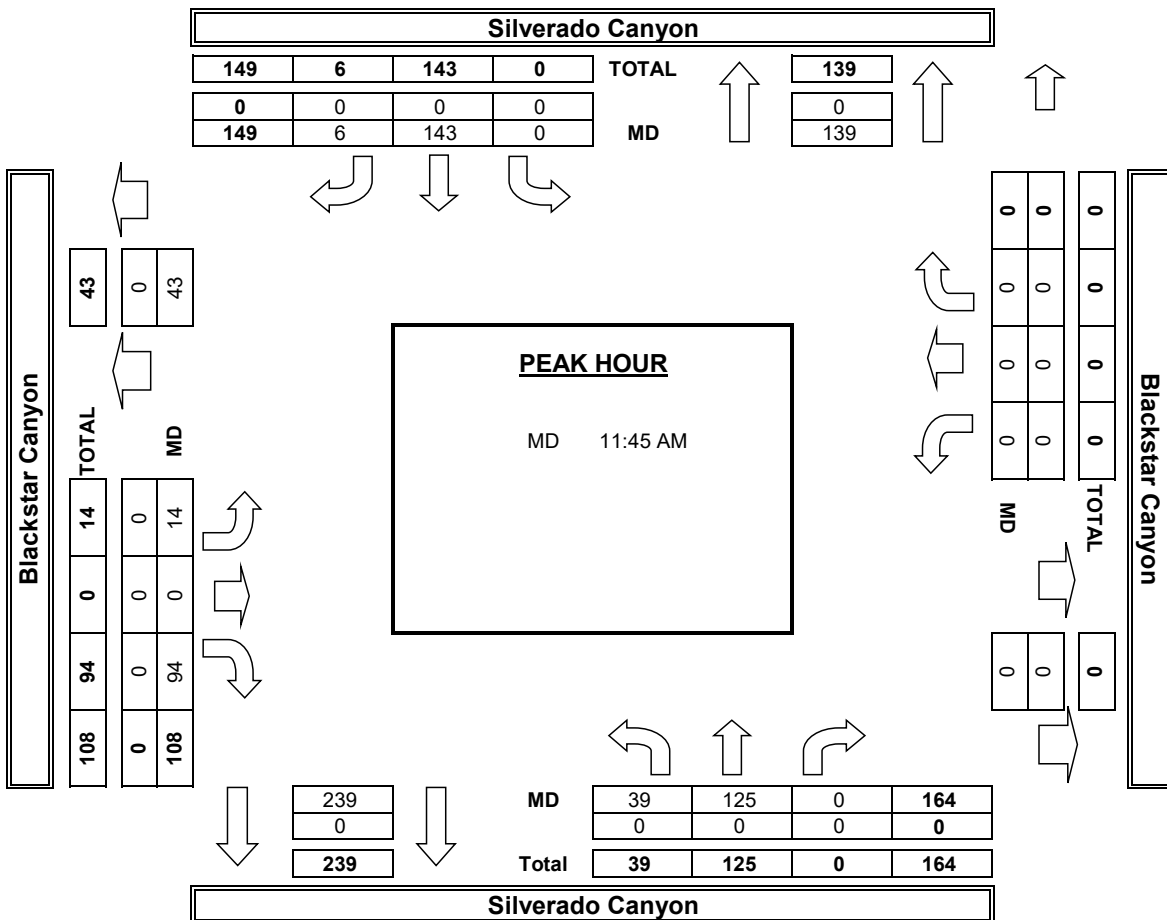 Silverado Canyon
149 6 143 0 TOTAL 139
0 0 0 0 0
149 6 143 0 MD 139
Blackstar Canyon
43 0 43
TOTAL MD
14 0 14
0 0 0
94 0 94
108 0 108
PEAK HOUR
MD 11:45 AM
0 0 0
0 0 0
0 0 0
0 0 0
MD TOTAL
0 0 0
Blackstar Canyon
239 MD 39 125 0 164
0 0 0 0 0
239 Total 39 125 0 164
Silverado Canyon